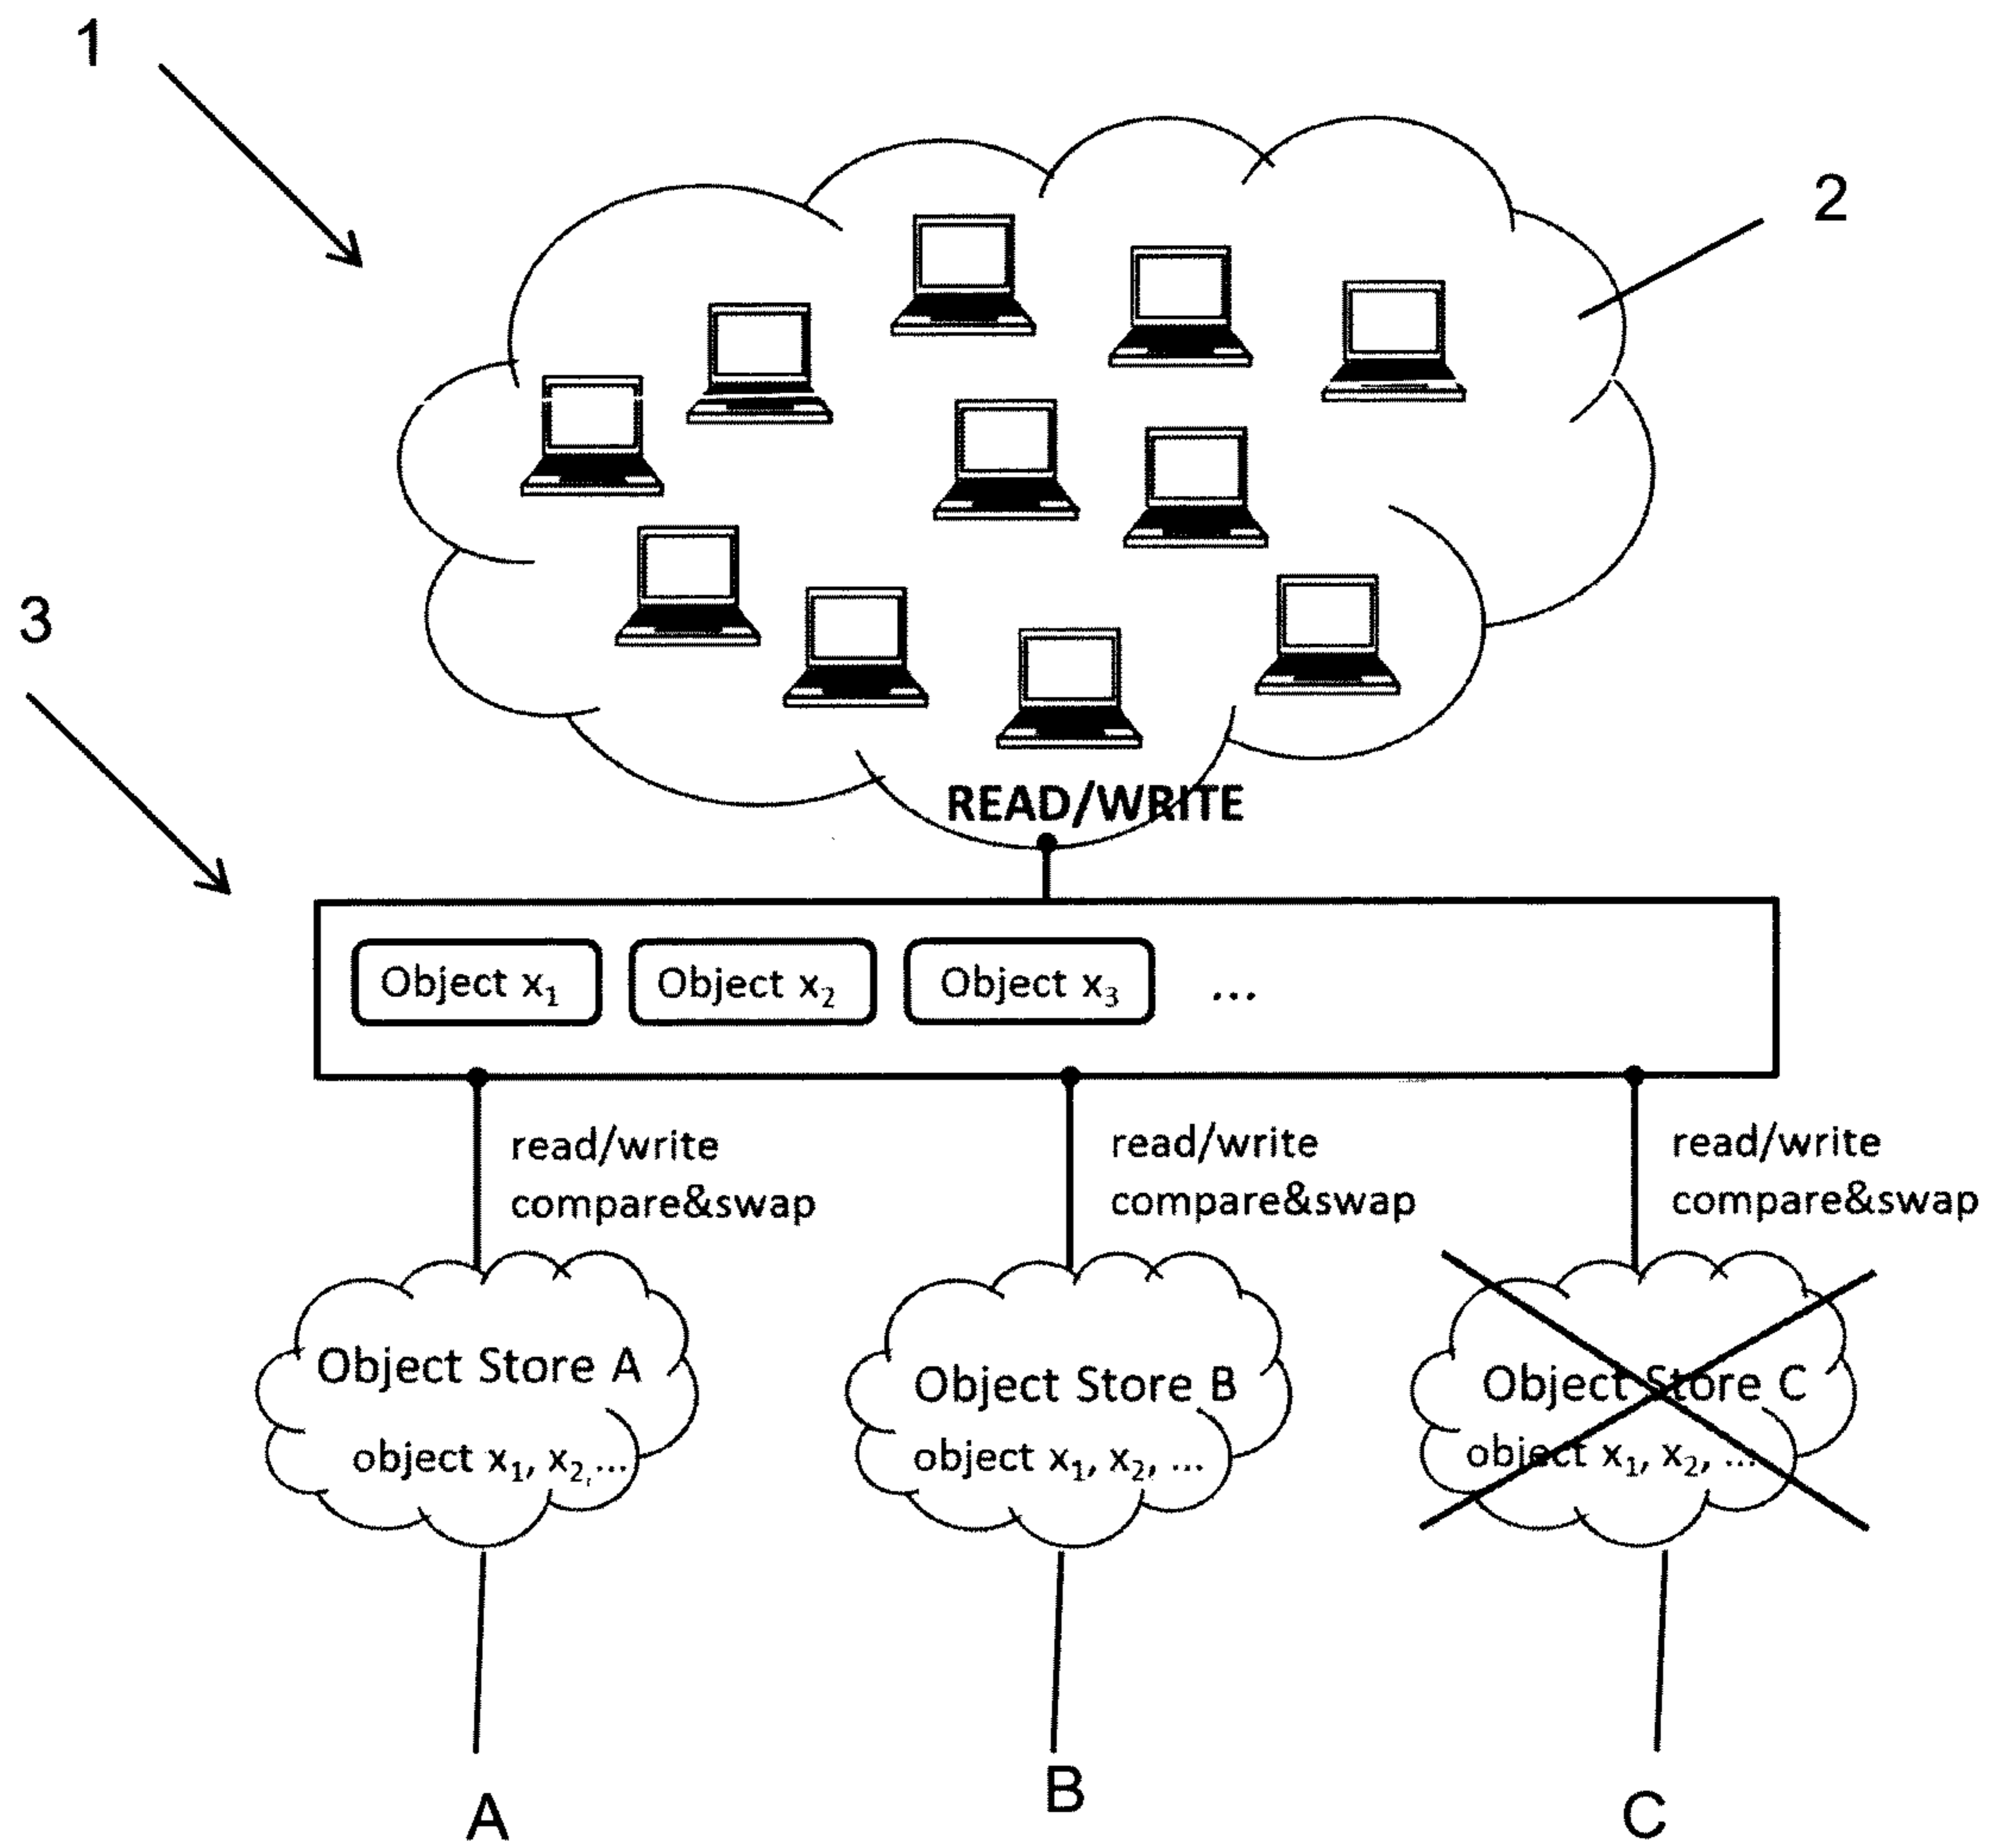 1
2
3
READ/WRITE
Object x₁
Object x₂
Object x₃
...
read/write
compare&swap
read/write
compare&swap
read/write
compare&swap
Object Store A
object x₁, x₂, ...
Object Store B
object x₁, x₂, ...
Object Store C
object x₁, x₂, ...
A
B
C